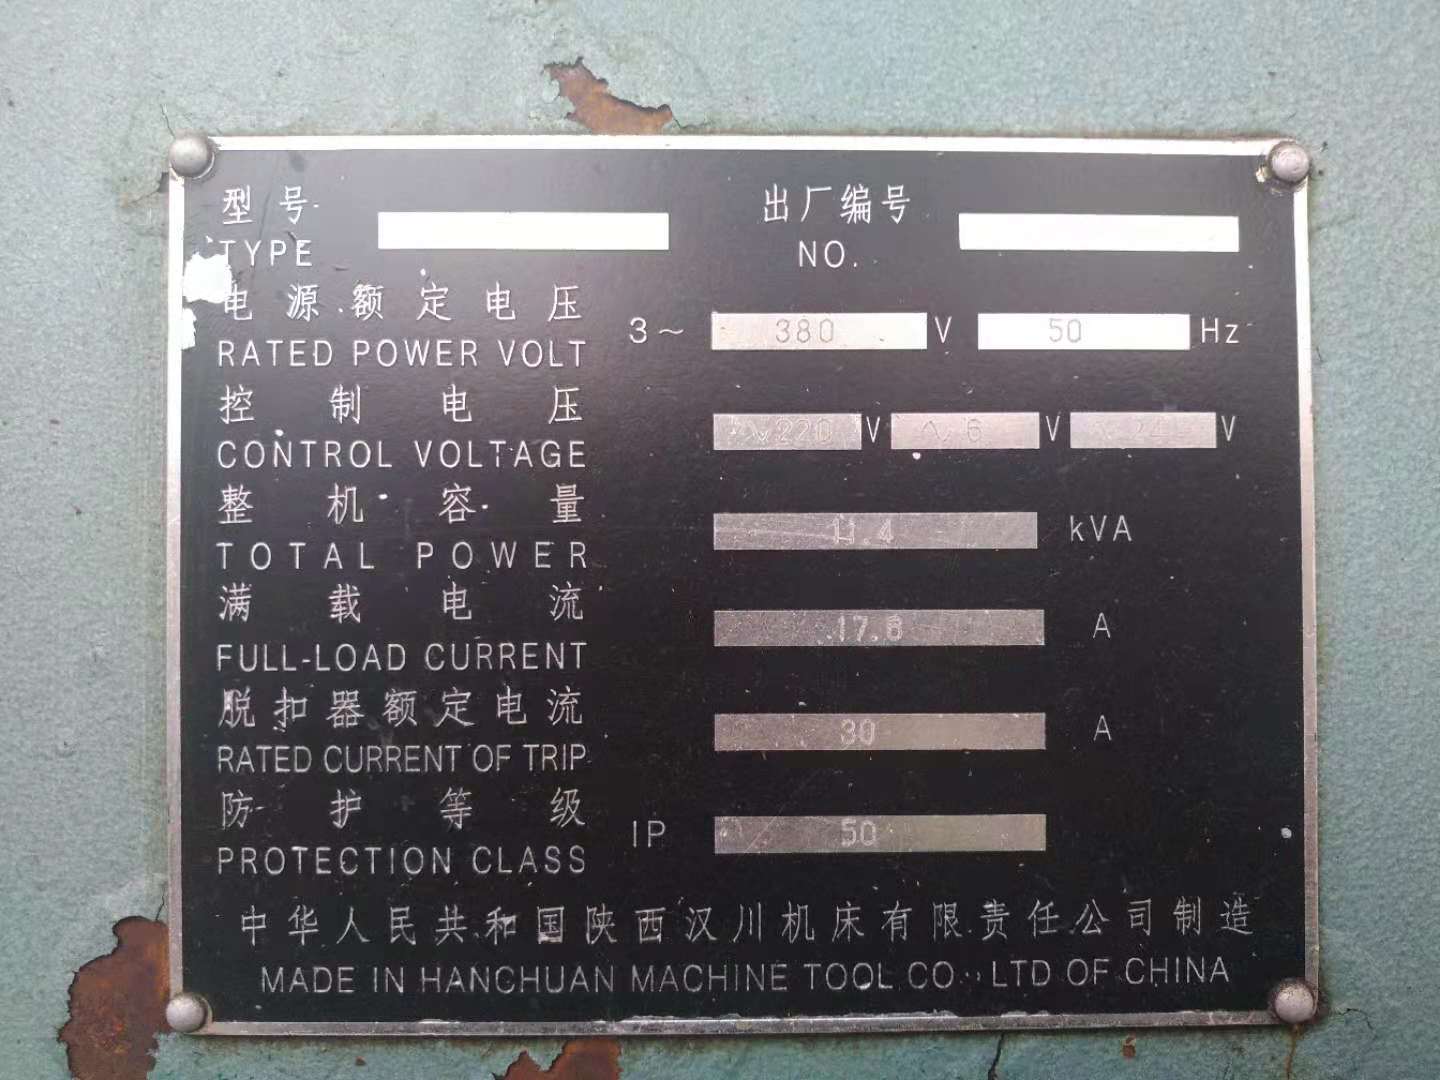 型号 出厂编号
TYPE NO.
电源额定电压
RATED POWER VOLT 3～ 380 V 50 Hz
控制电压
CONTROL VOLTAGE ～220 V ～6 V ～24 V
整机容量
TOTAL POWER 11.4 kVA
满载电流
FULL-LOAD CURRENT 17.6 A
脱扣器额定电流
RATED CURRENT OF TRIP 30 A
防护等级
PROTECTION CLASS IP 50
中华人民共和国陕西汉川机床有限责任公司制造
MADE IN HANCHUAN MACHINE TOOL CO., LTD OF CHINA